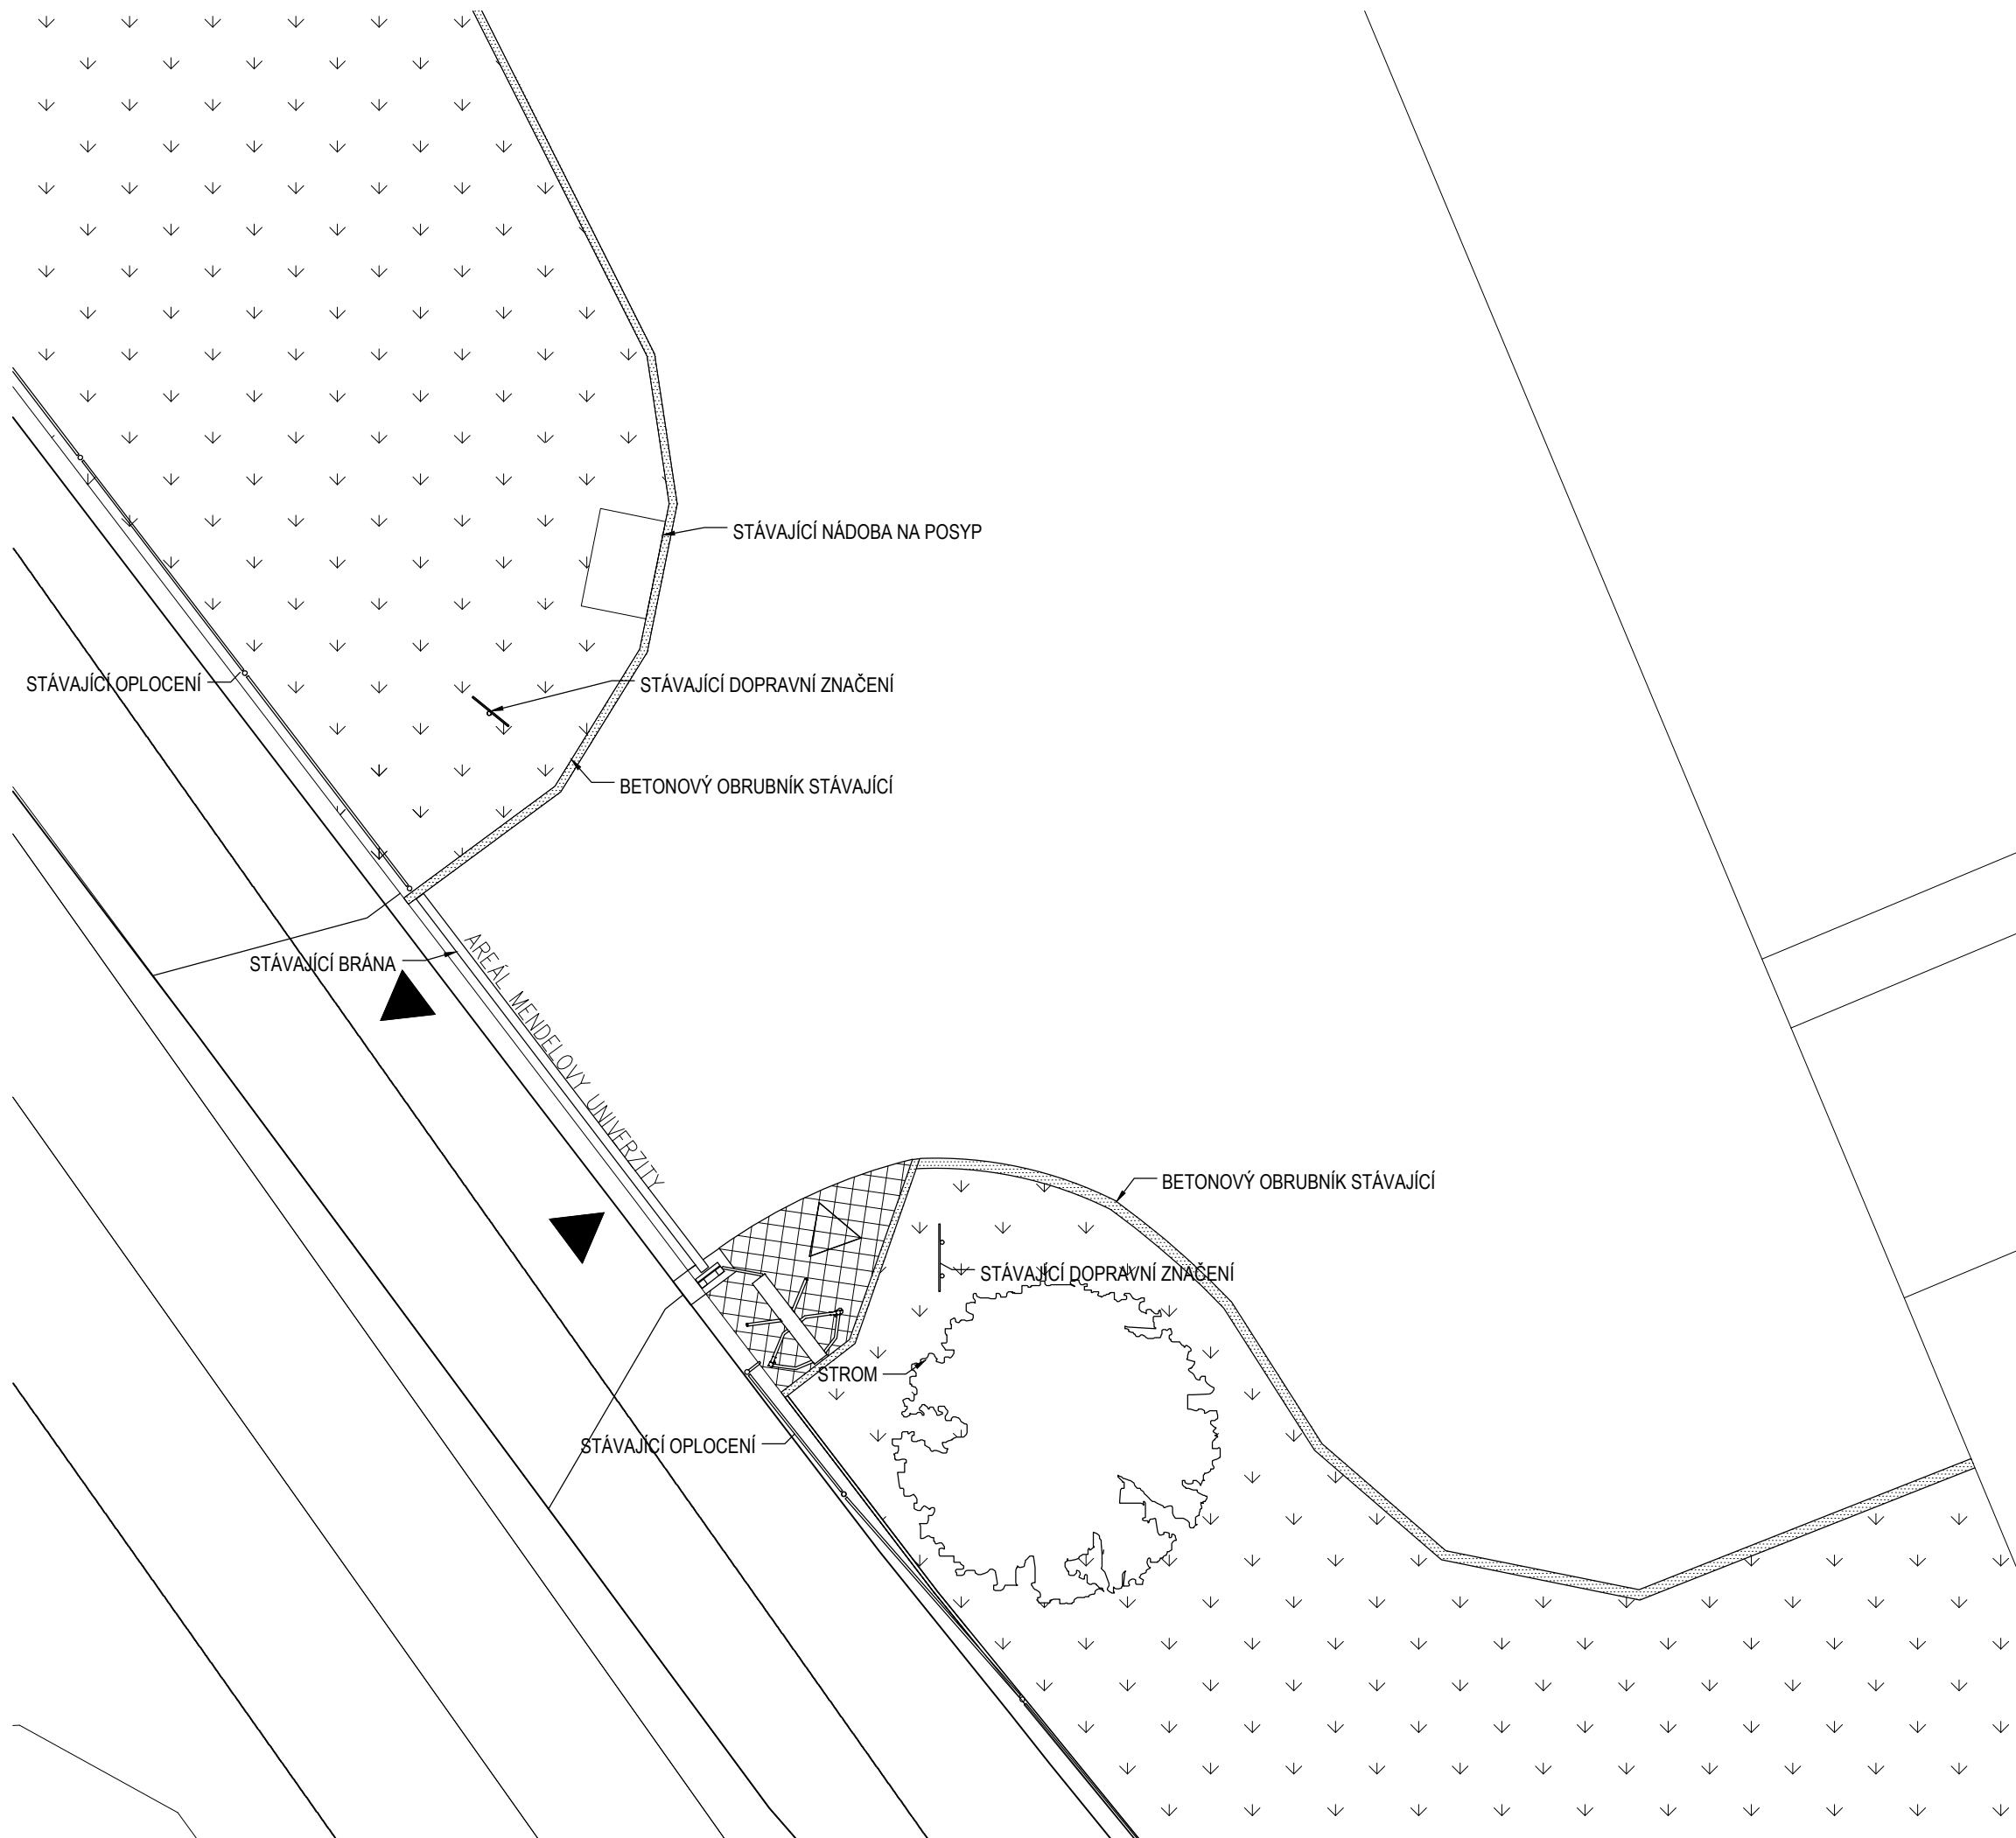 STÁVAJÍCÍ NÁDOBA NA POSYP
STÁVAJÍCÍ OPLOCENÍ
STÁVAJÍCÍ DOPRAVNÍ ZNAČENÍ
BETONOVÝ OBRUBNÍK STÁVAJÍCÍ
STÁVAJÍCÍ BRÁNA
AREÁL MENDELOVY UNIVERZITY
BETONOVÝ OBRUBNÍK STÁVAJÍCÍ
STÁVAJÍCÍ DOPRAVNÍ ZNAČENÍ
STROM
STÁVAJÍCÍ OPLOCENÍ